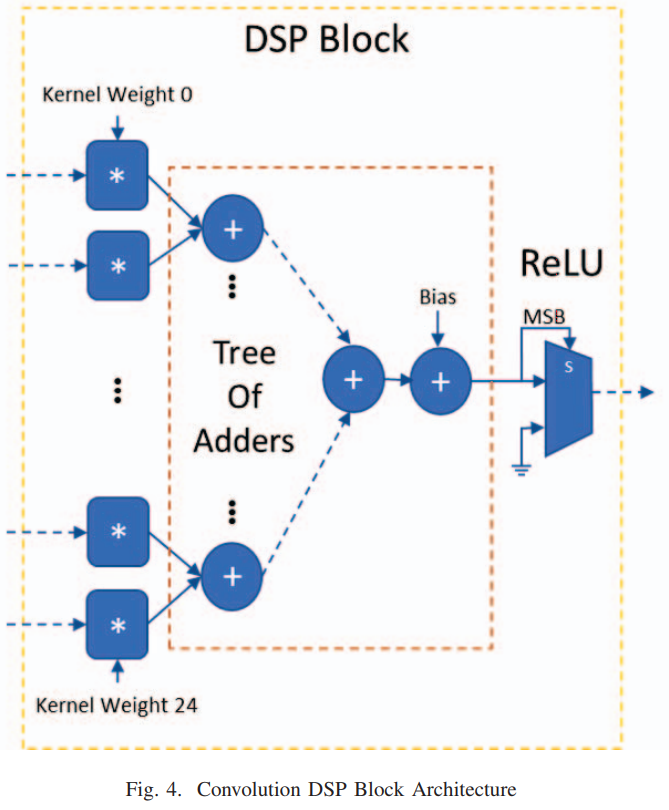 DSP Block
Kernel Weight 0
*
+
*
ReLU
Bias
MSB
S
Tree
Of
Adders
+
+
*
+
*
Kernel Weight 24
Fig. 4. Convolution DSP Block Architecture